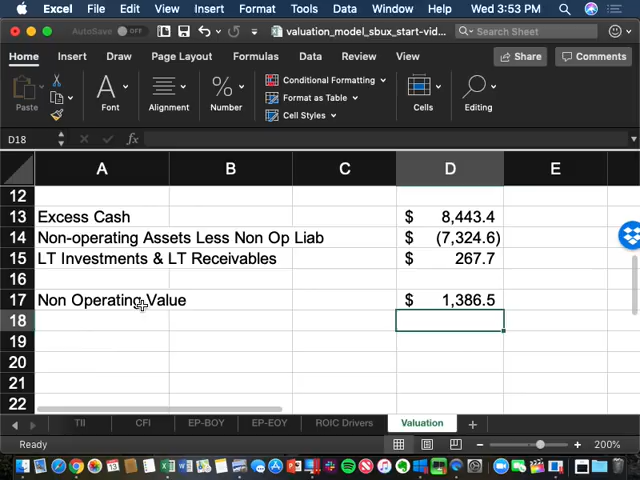 Excel File Edit View Insert Format Tools Data Window Help Wed 3:53 PM
AutoSave OFF valuation_model_sbux_start-vid... Search Sheet
Home Insert Draw Page Layout Formulas Data Review View Share Comments
Paste Font Alignment Number Conditional Formatting Format as Table Cell Styles Cells Editing
D18 fx
A B C D E
12
13 Excess Cash $ 8,443.4
14 Non-operating Assets Less Non Op Liab $ (7,324.6)
15 LT Investments & LT Receivables $ 267.7
16
17 Non Operating Value $ 1,386.5
18
19
20
21
22
TII CFI EP-BOY EP-EOY ROIC Drivers Valuation
Ready 200%